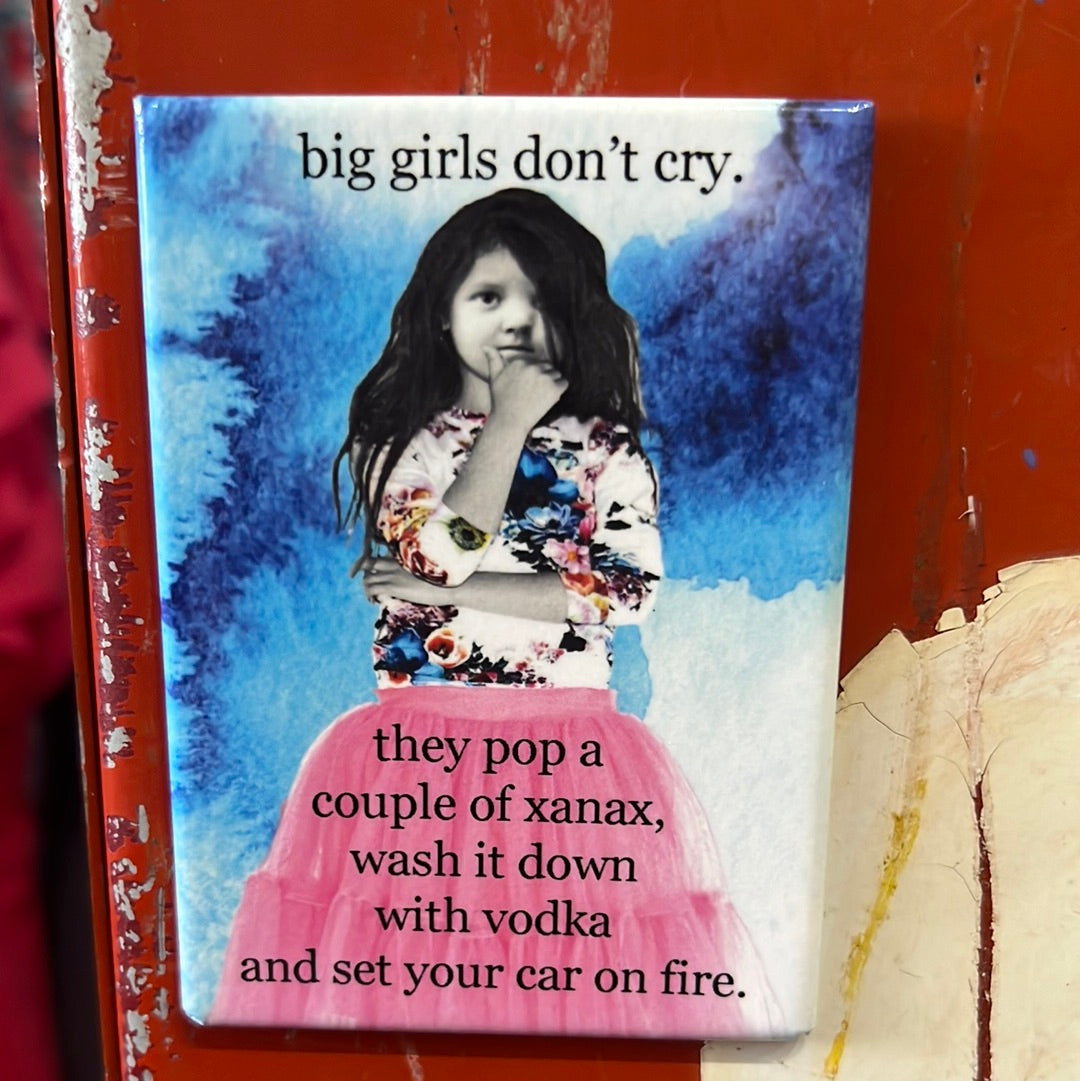 big girls don't cry.
they pop a
couple of xanax,
wash it down
with vodka
and set your car on fire.